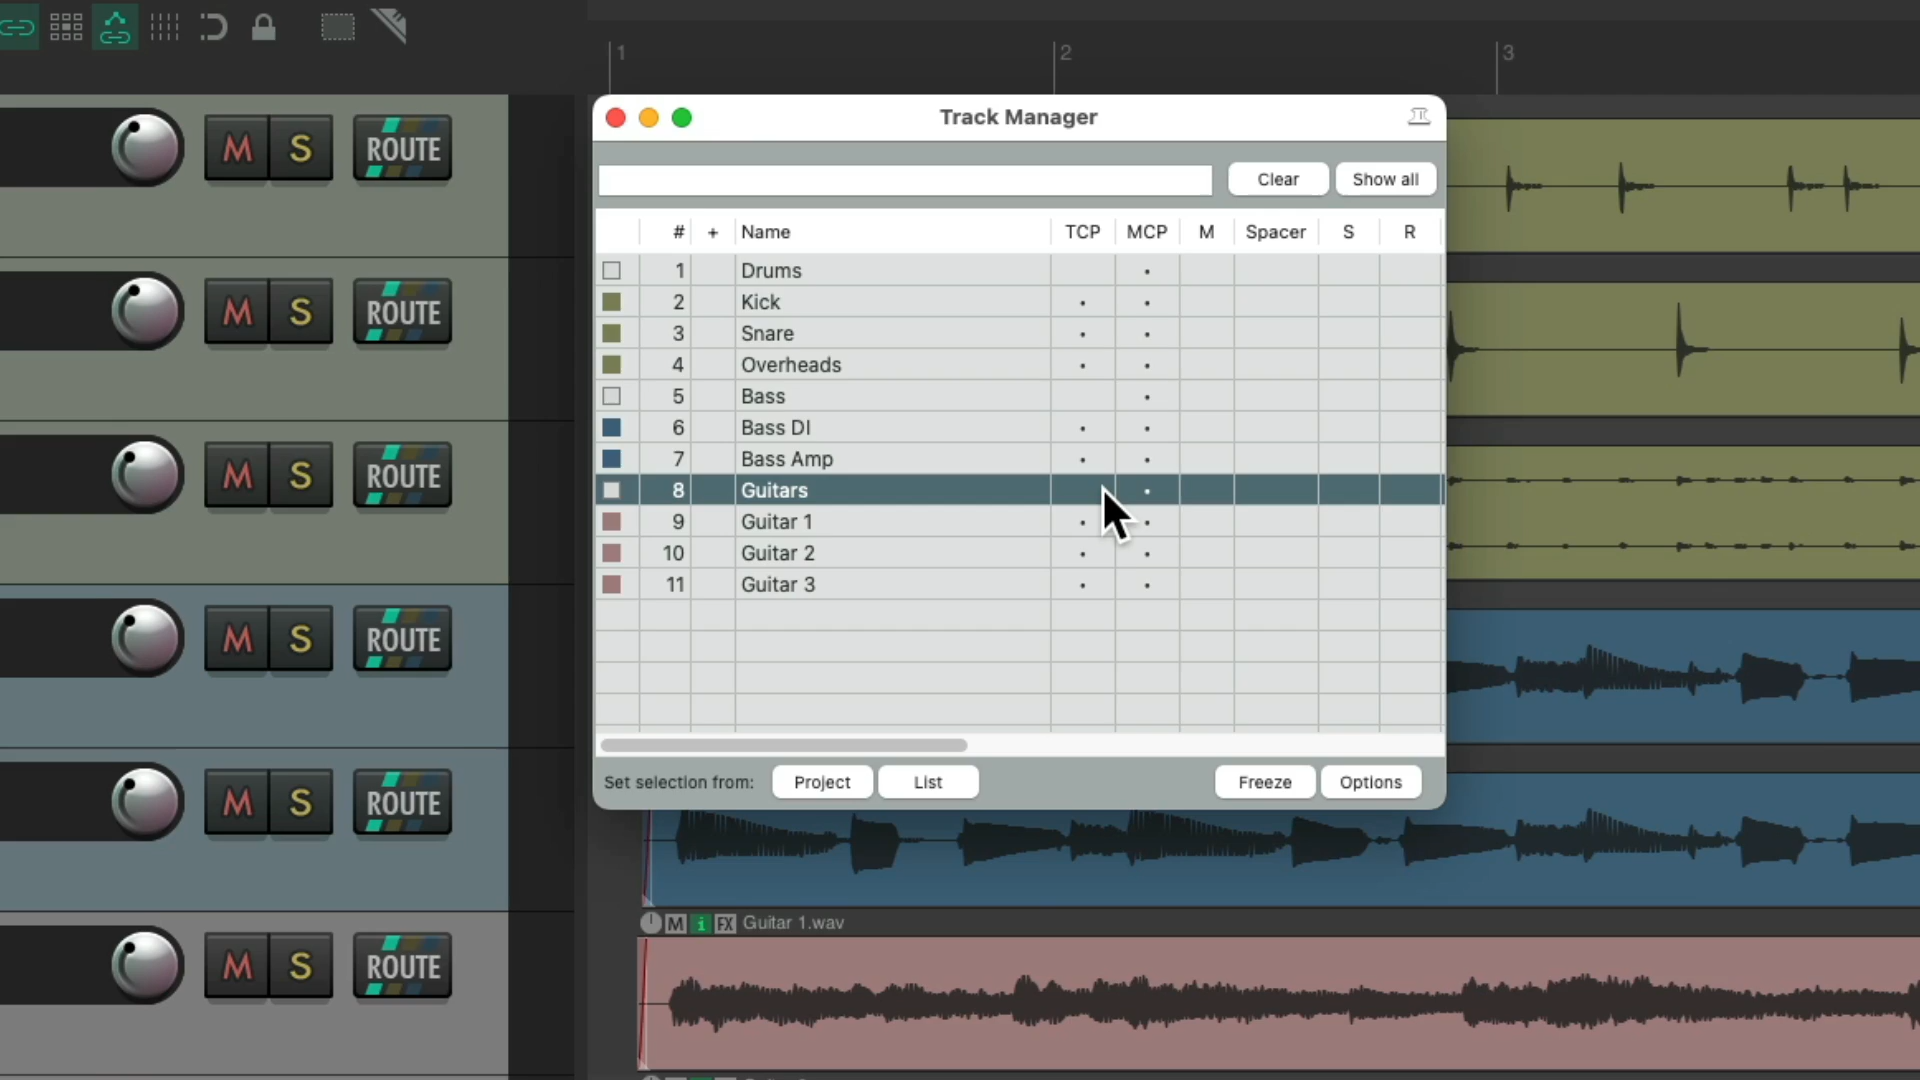 1 2 3
Track Manager
Clear Show all
# + Name TCP MCP M Spacer S R
1 Drums
2 Kick
3 Snare
4 Overheads
5 Bass
6 Bass DI
7 Bass Amp
8 Guitars
9 Guitar 1
10 Guitar 2
11 Guitar 3
Set selection from: Project List Freeze Options
M S ROUTE
M S ROUTE
M S ROUTE
M S ROUTE
M S ROUTE
M S ROUTE
M i FX Guitar 1.wav